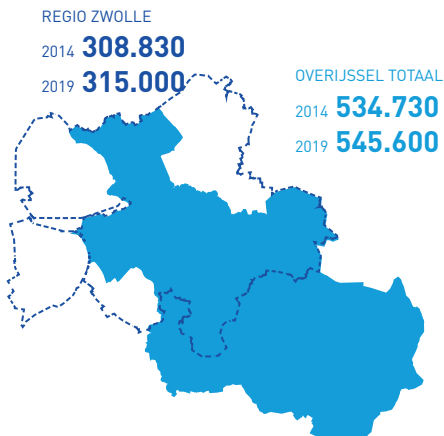 REGIO ZWOLLE
2014 308.830
2019 315.000
OVERIJSSEL TOTAAL
2014 534.730
2019 545.600